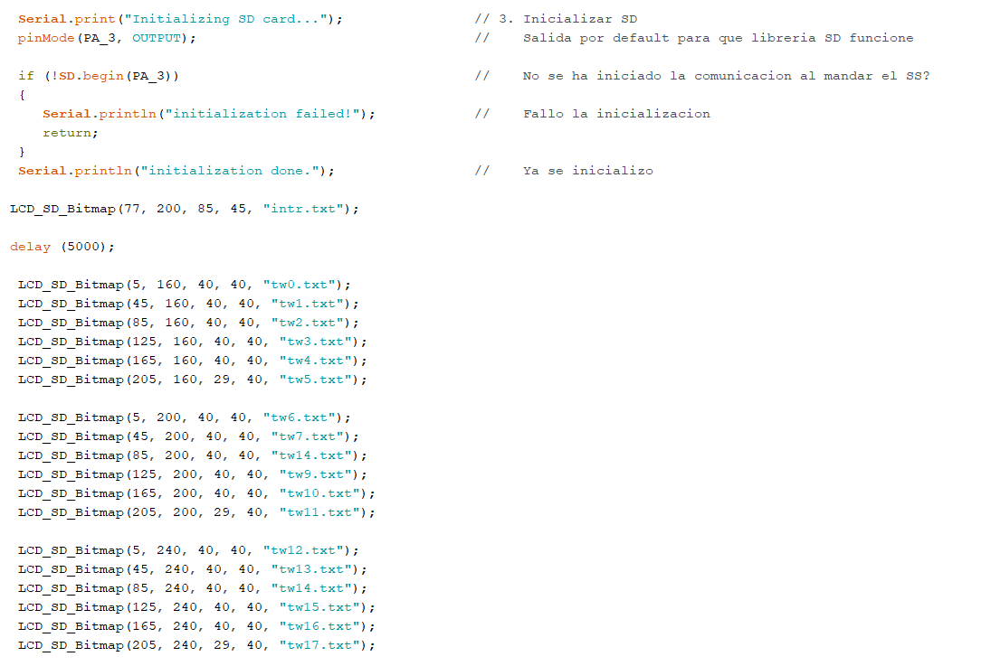 Serial.print("Initializing SD card..."); // 3. Inicializar SD
pinMode(PA_3, OUTPUT); // Salida por default para que libreria SD funcione
if (!SD.begin(PA_3)) // No se ha iniciado la comunicacion al mandar el SS?
{
Serial.println("initialization failed!"); // Fallo la inicializacion
return;
}
Serial.println("initialization done."); // Ya se inicializo
LCD_SD_Bitmap(77, 200, 85, 45, "intr.txt");
delay (5000);
LCD_SD_Bitmap(5, 160, 40, 40, "tw0.txt");
LCD_SD_Bitmap(45, 160, 40, 40, "tw1.txt");
LCD_SD_Bitmap(85, 160, 40, 40, "tw2.txt");
LCD_SD_Bitmap(125, 160, 40, 40, "tw3.txt");
LCD_SD_Bitmap(165, 160, 40, 40, "tw4.txt");
LCD_SD_Bitmap(205, 160, 29, 40, "tw5.txt");
LCD_SD_Bitmap(5, 200, 40, 40, "tw6.txt");
LCD_SD_Bitmap(45, 200, 40, 40, "tw7.txt");
LCD_SD_Bitmap(85, 200, 40, 40, "tw14.txt");
LCD_SD_Bitmap(125, 200, 40, 40, "tw9.txt");
LCD_SD_Bitmap(165, 200, 40, 40, "tw10.txt");
LCD_SD_Bitmap(205, 200, 29, 40, "tw11.txt");
LCD_SD_Bitmap(5, 240, 40, 40, "tw12.txt");
LCD_SD_Bitmap(45, 240, 40, 40, "tw13.txt");
LCD_SD_Bitmap(85, 240, 40, 40, "tw14.txt");
LCD_SD_Bitmap(125, 240, 40, 40, "tw15.txt");
LCD_SD_Bitmap(165, 240, 40, 40, "tw16.txt");
LCD_SD_Bitmap(205, 240, 29, 40, "tw17.txt");